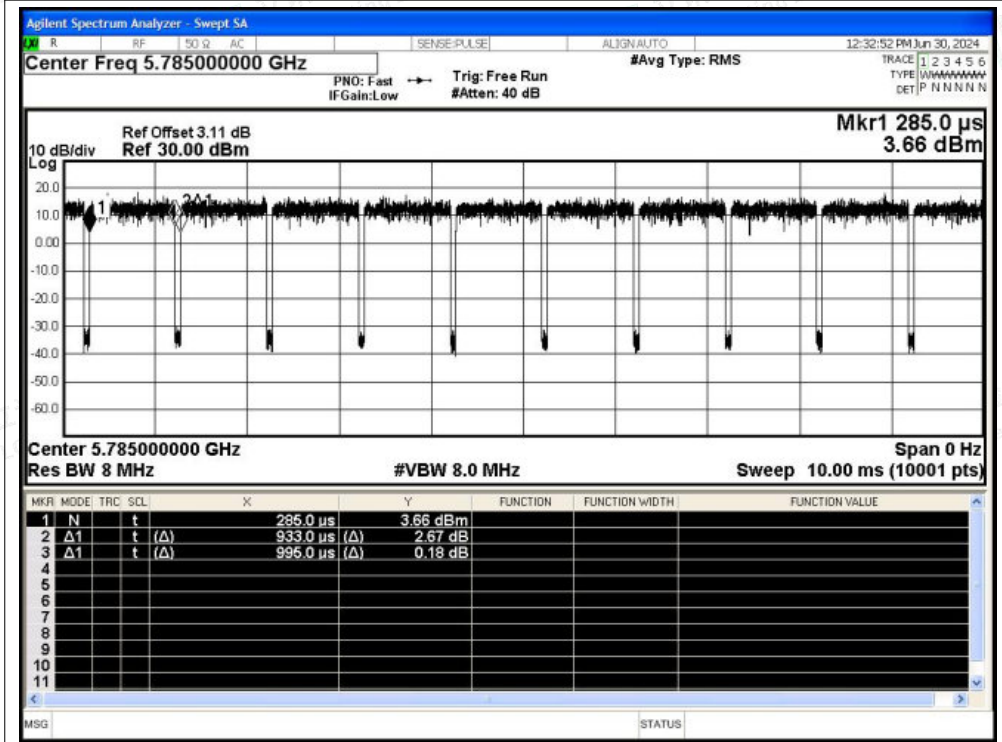 Agilent Spectrum Analyzer - Swept SA
LXI R RF 50 Ω AC SENSE:PULSE ALIGNAUTO 12:32:52 PM Jun 30, 2024
Center Freq 5.785000000 GHz #Avg Type: RMS TRACE 1 2 3 4 5 6
PNO: Fast Trig: Free Run TYPE
IFGain:Low #Atten: 40 dB DET P N N N N N
Mkr1 285.0 µs
Ref Offset 3.11 dB
10 dB/div Ref 30.00 dBm 3.66 dBm
Log
20.0
1 2Δ1
10.0
0.00
-10.0
-20.0
-30.0
-40.0
-50.0
-60.0
Center 5.785000000 GHz Span 0 Hz
Res BW 8 MHz #VBW 8.0 MHz Sweep 10.00 ms (10001 pts)
MKR MODE TRC SCL X Y FUNCTION FUNCTION WIDTH FUNCTION VALUE
1 N t 285.0 µs 3.66 dBm
2 Δ1 t (Δ) 933.0 µs (Δ) 2.67 dB
3 Δ1 t (Δ) 995.0 µs (Δ) 0.18 dB
4
5
6
7
8
9
10
11
MSG STATUS